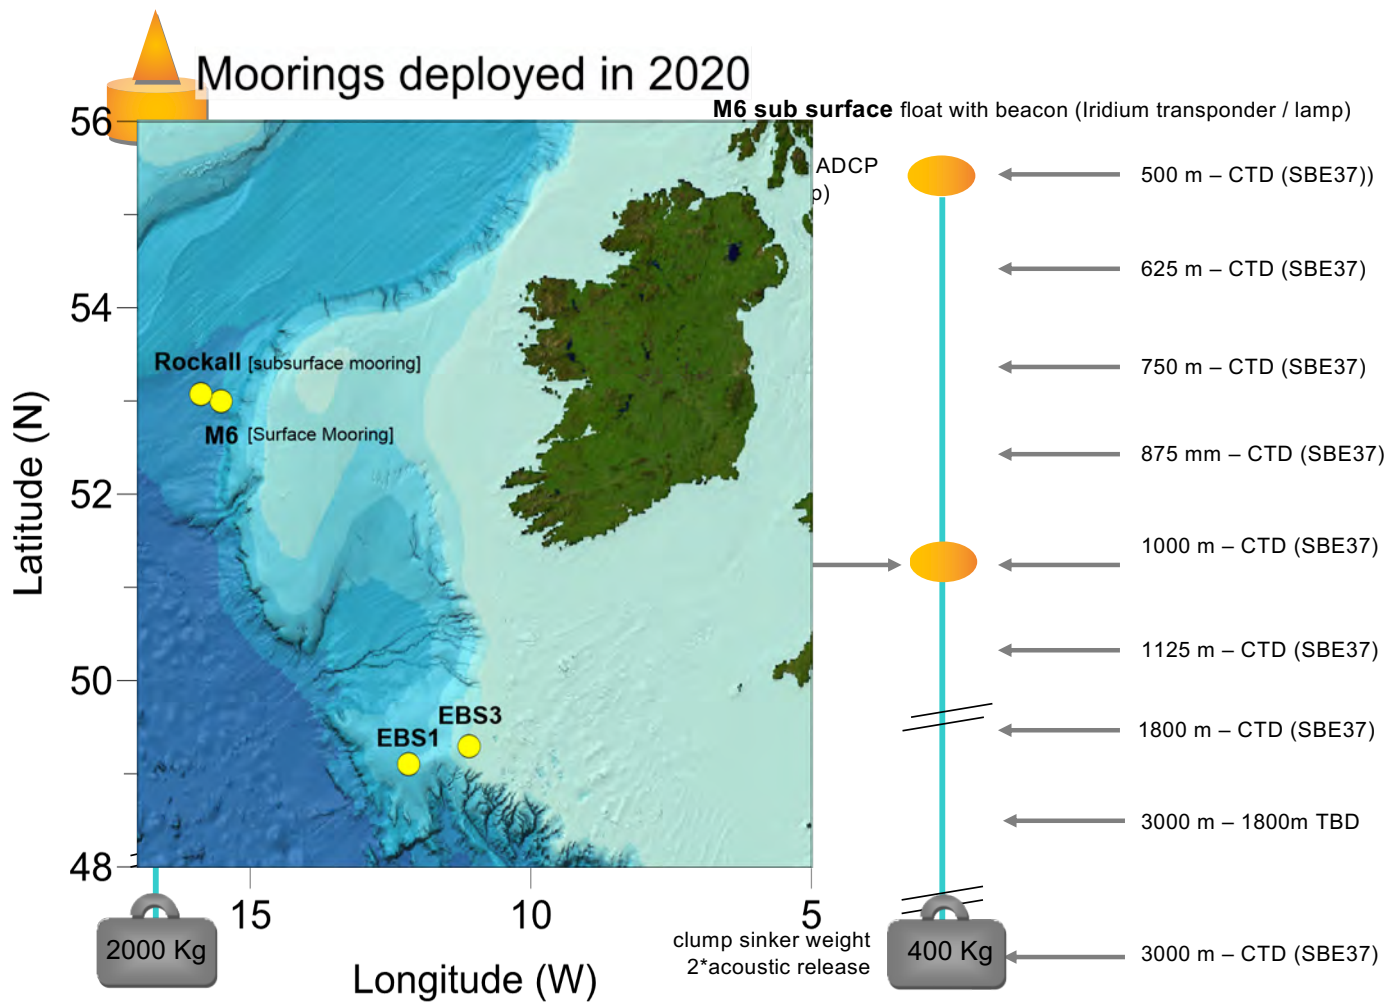 Moorings deployed in 2020
M6 sub surface float with beacon (Iridium transponder / lamp)
ADCP
p)
500 m – CTD (SBE37))
625 m – CTD (SBE37)
750 m – CTD (SBE37)
875 mm – CTD (SBE37)
1000 m – CTD (SBE37)
1125 m – CTD (SBE37)
1800 m – CTD (SBE37)
3000 m – 1800m TBD
3000 m – CTD (SBE37)
56
54
52
50
48
Latitude (N)
Rockall [subsurface mooring]
M6 [Surface Mooring]
EBS3
EBS1
15
10
5
Longitude (W)
2000 Kg
clump sinker weight
2*acoustic release
400 Kg